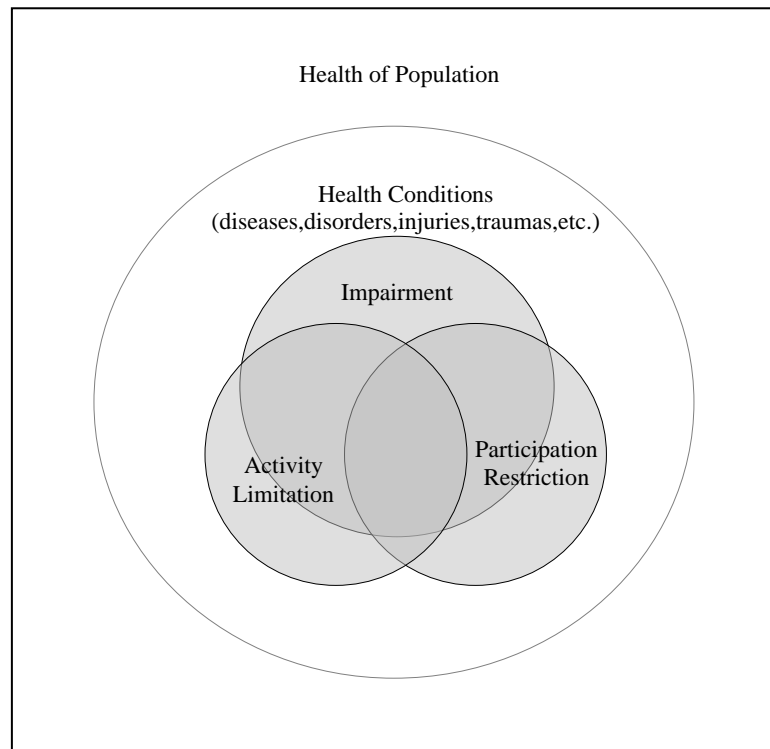 Health of Population
Health Conditions
(diseases,disorders,injuries,traumas,etc.)
Impairment
Activity
Limitation
Participation
Restriction